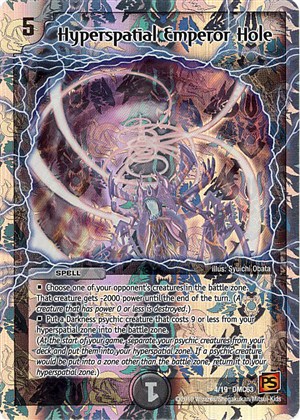 5
Hyperspatial Emperor Hole
illus. Syuichi Obata
SPELL
■ Choose one of your opponent's creatures in the battle zone.
That creature gets -2000 power until the end of the turn. (A
creature that has power 0 or less is destroyed.)
■ Put a Darkness psychic creature that costs 9 or less from your
hyperspatial zone into the battle zone.
(At the start of your game, separate your psychic creatures from your
deck and put them into your hyperspatial zone. If a psychic creature
would be put into a zone other than the battle zone, return it to your
hyperspatial zone.)
1
4/19 DMC63
PS